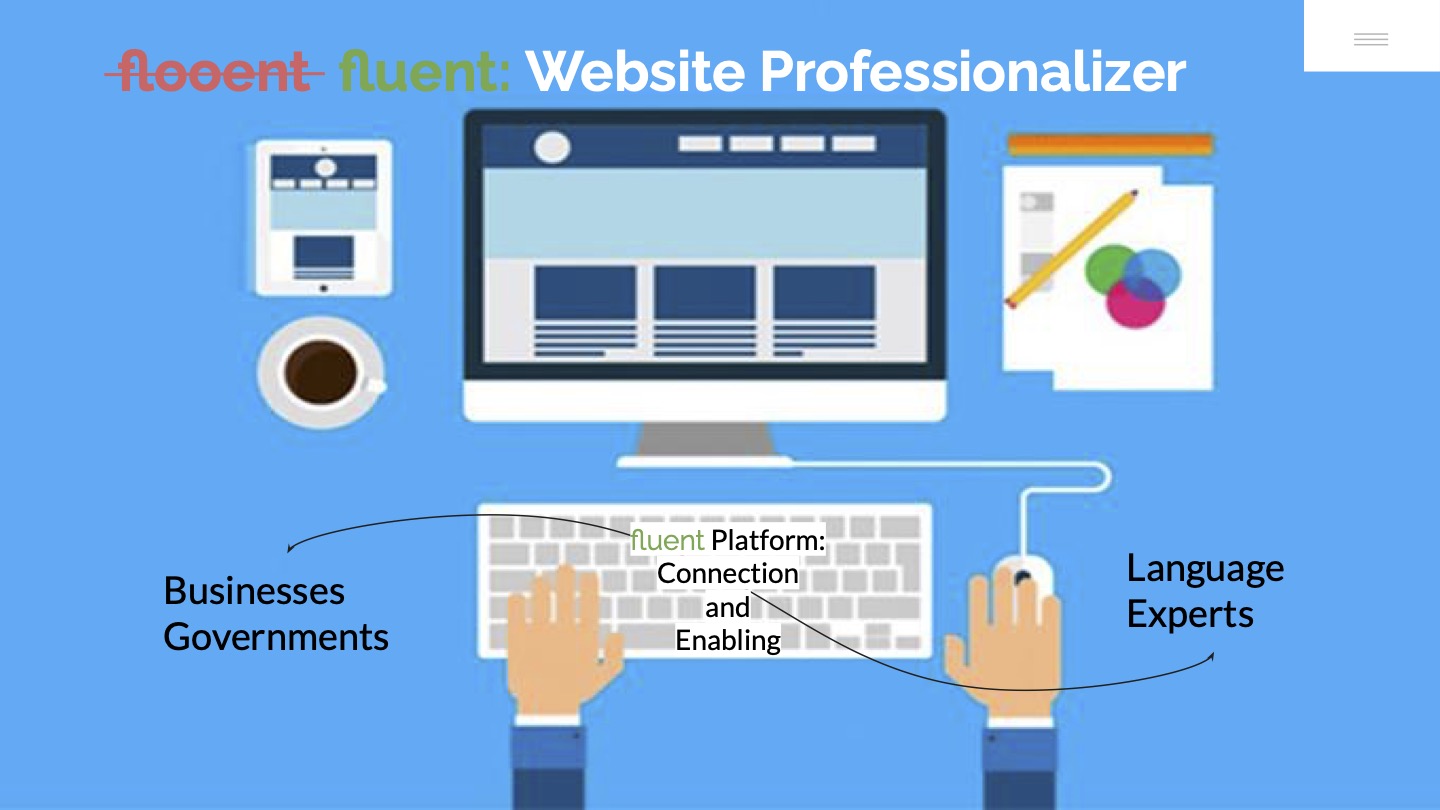 flooent fluent: Website Professionalizer
fluent Platform:
Connection
and
Enabling
Businesses
Governments
Language
Experts